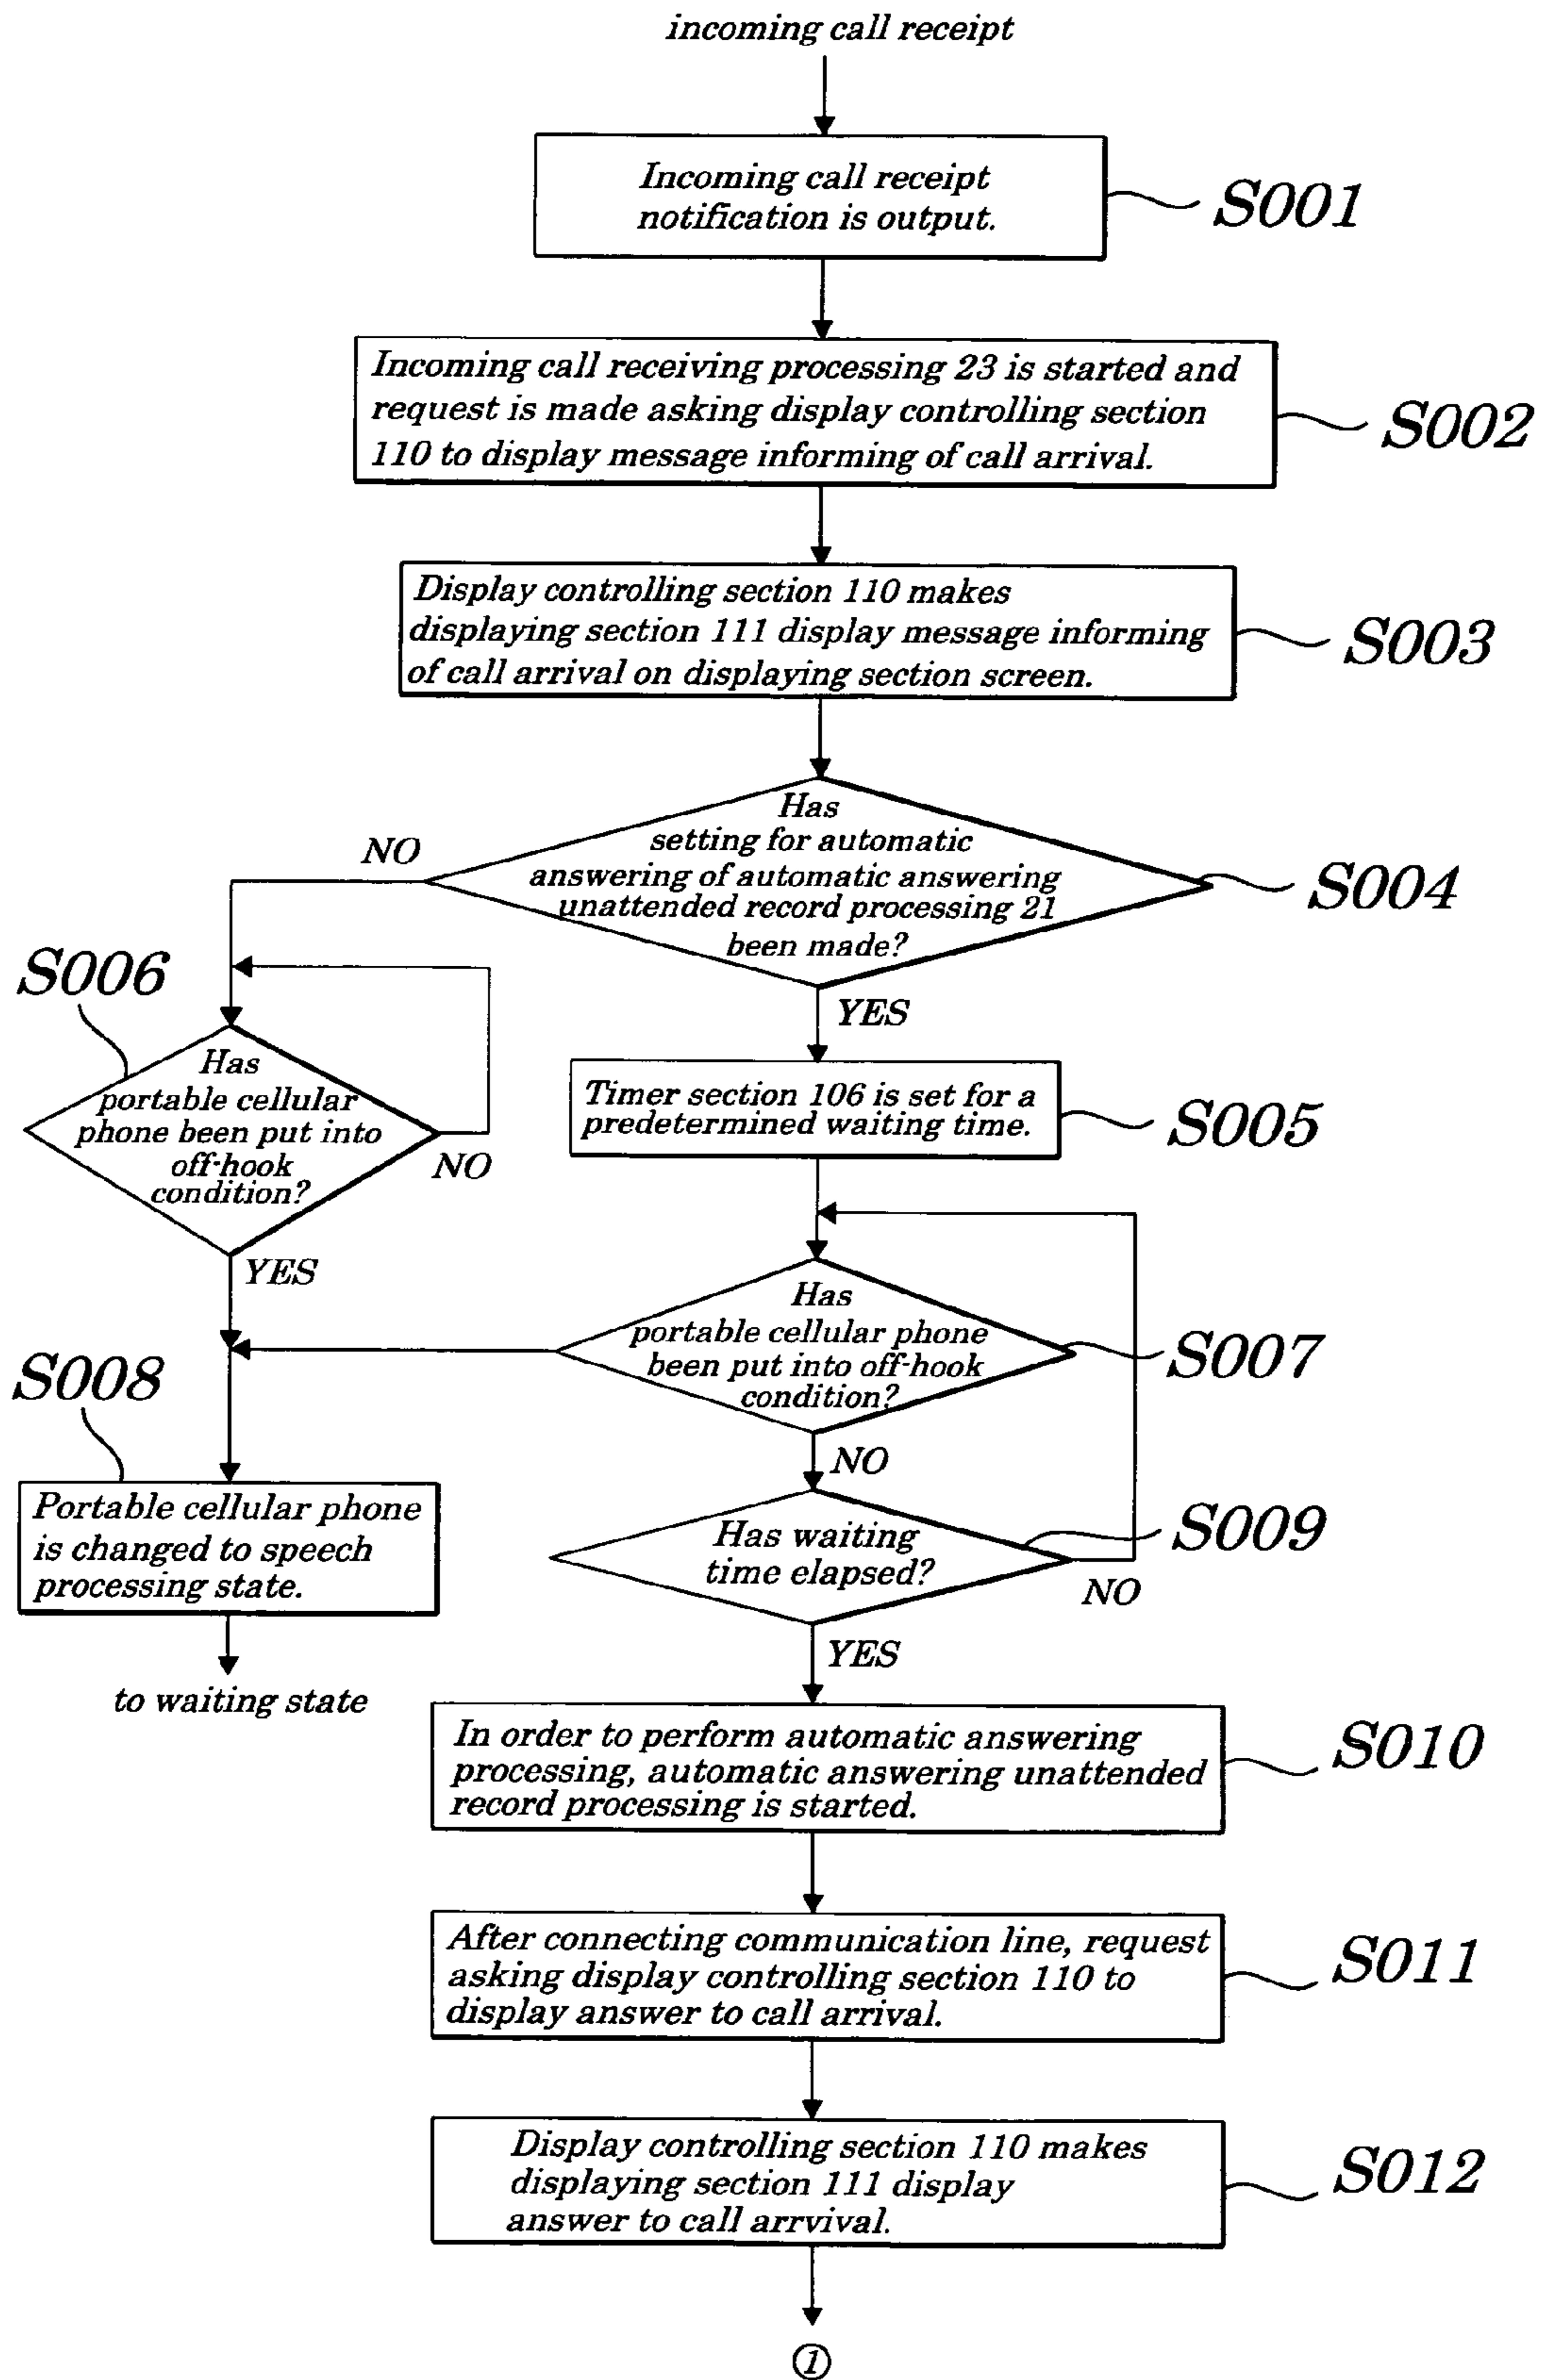 incoming call receipt
Incoming call receipt
notification is output.
S001
Incoming call receiving processing 23 is started and
request is made asking display controlling section
110 to display message informing of call arrival.
S002
Display controlling section 110 makes
displaying section 111 display message informing
of call arrival on displaying section screen.
S003
Has
setting for automatic
answering of automatic answering
unattended record processing 21
been made?
S004
NO
YES
S006
Has
portable cellular
phone been put into
off-hook
condition?
NO
YES
Timer section 106 is set for a
predetermined waiting time.
S005
Has
portable cellular phone
been put into off-hook
condition?
S007
NO
S008
Portable cellular phone
is changed to speech
processing state.
to waiting state
Has waiting
time elapsed?
S009
NO
YES
In order to perform automatic answering
processing, automatic answering unattended
record processing is started.
S010
After connecting communication line, request
asking display controlling section 110 to
display answer to call arrival.
S011
Display controlling section 110 makes
displaying section 111 display
answer to call arrvival.
S012
①